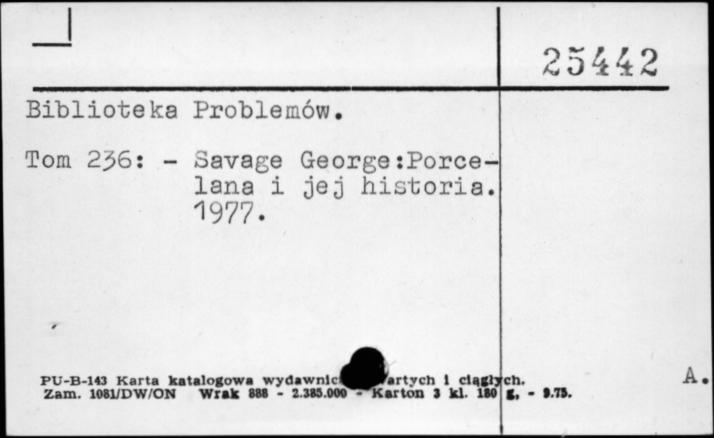 25442
Biblioteka Problemów.
Tom 236: - Savage George:Porce-
lana i jej historia.
1977.
A.
PU-B-143 Karta katalogowa wydawnic artych i ciągłych.
Zam. 1081/DW/ON Wrak 888 - 2.385.000 - Karton 3 kl. 180 g. - 9.75.